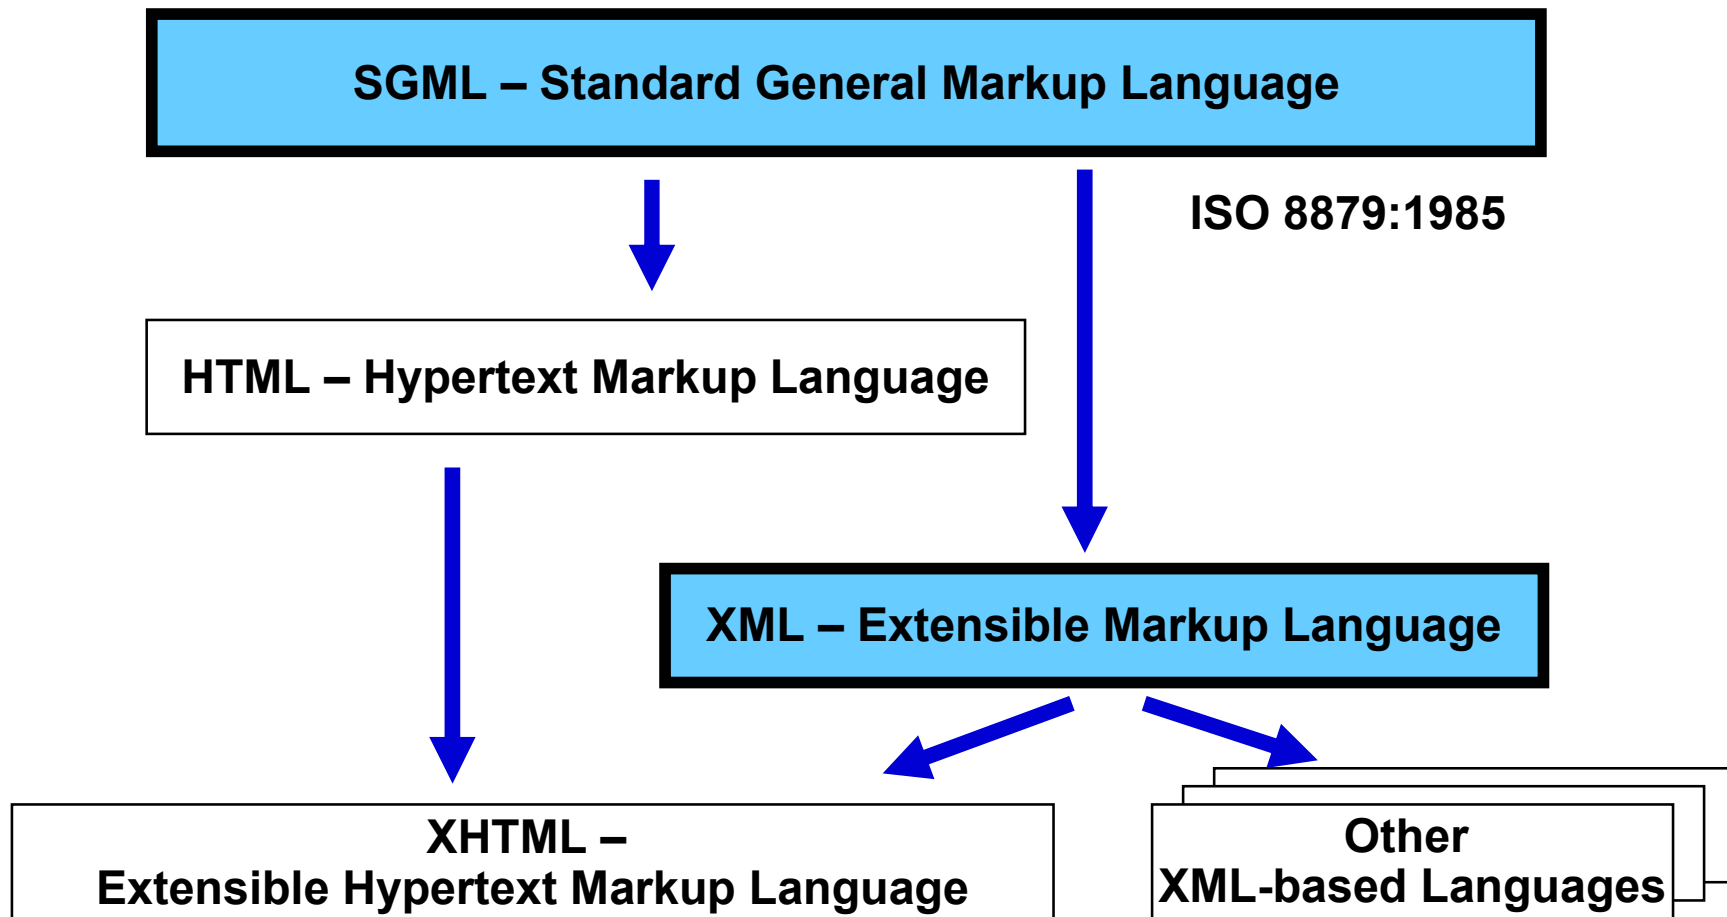 SGML – Standard General Markup Language
ISO 8879:1985
HTML – Hypertext Markup Language
XML – Extensible Markup Language
XHTML –
Extensible Hypertext Markup Language
Other
XML-based Languages